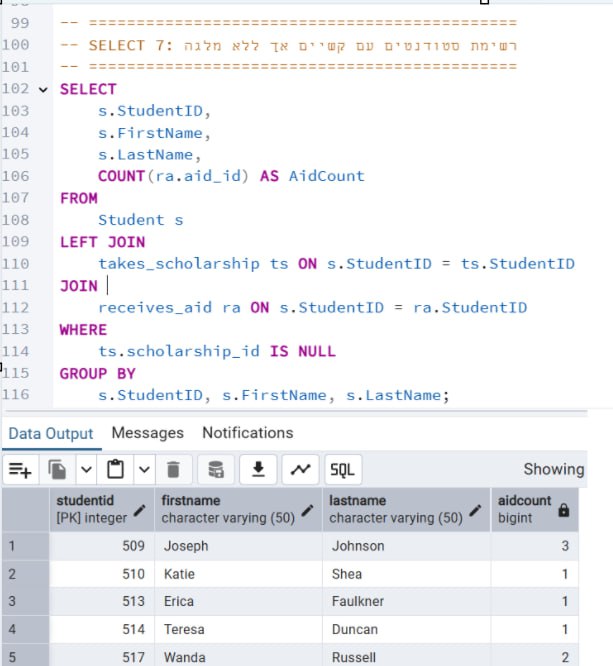 99 -- =============================================
100 -- SELECT 7: רשימת סטודנטים עם קשיים אך ללא מלגה
101 -- =============================================
102 SELECT
103 s.StudentID,
104 s.FirstName,
105 s.LastName,
106 COUNT(ra.aid_id) AS AidCount
107 FROM
108 Student s
109 LEFT JOIN
110 takes_scholarship ts ON s.StudentID = ts.StudentID
111 JOIN
112 receives_aid ra ON s.StudentID = ra.StudentID
113 WHERE
114 ts.scholarship_id IS NULL
115 GROUP BY
116 s.StudentID, s.FirstName, s.LastName;
Data Output Messages Notifications
SQL Showing
studentid firstname lastname aidcount
[PK] integer character varying (50) character varying (50) bigint
1 509 Joseph Johnson 3
2 510 Katie Shea 1
3 513 Erica Faulkner 1
4 514 Teresa Duncan 1
5 517 Wanda Russell 2